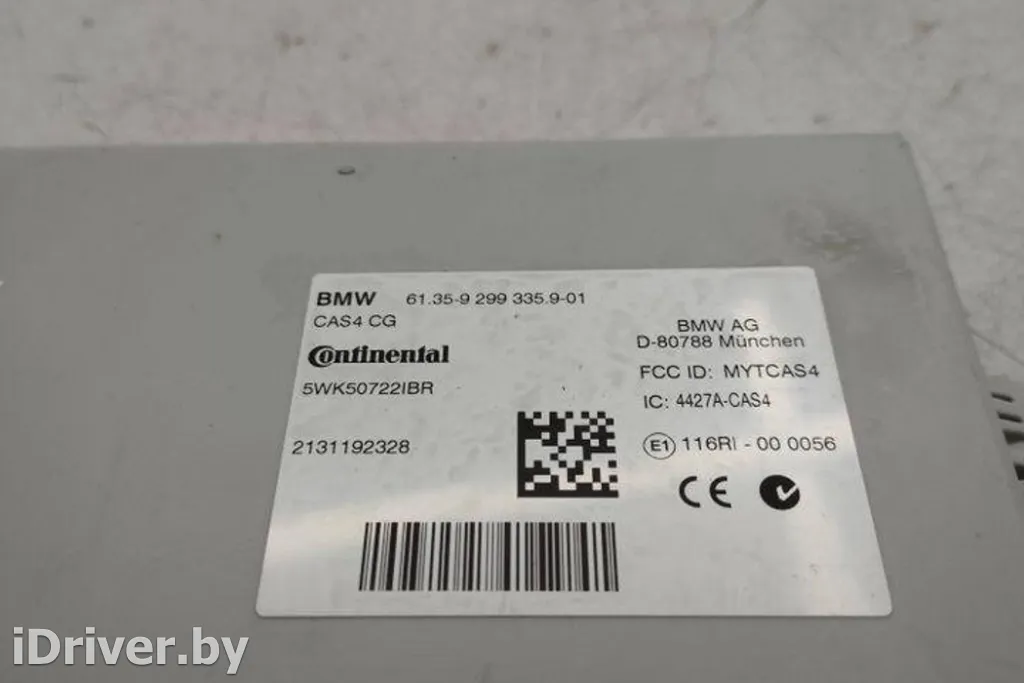 BMW 61.35-9 299 335.9-01
CAS4 CG
Continental
5WK50722IBR
2131192328
BMW AG
D-80788 München
FCC ID: MYTCAS4
IC: 4427A-CAS4
E1 116RI - 00 0056
CE
iDriver.by